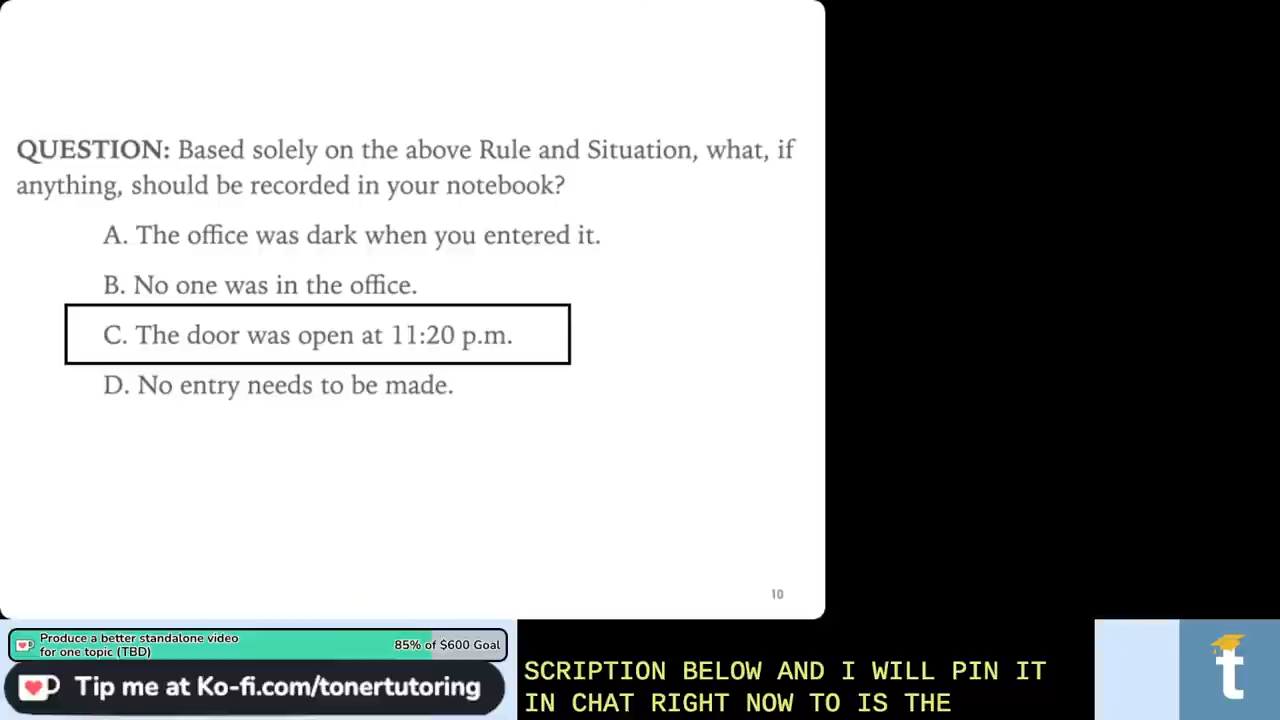 QUESTION: Based solely on the above Rule and Situation, what, if
anything, should be recorded in your notebook?
A. The office was dark when you entered it.
B. No one was in the office.
C. The door was open at 11:20 p.m.
D. No entry needs to be made.
10
Produce a better standalone video
for one topic (TBD)
85% of $600 Goal
Tip me at Ko-fi.com/tonertutoring
SCRIPTION BELOW AND I WILL PIN IT
IN CHAT RIGHT NOW TO IS THE
t